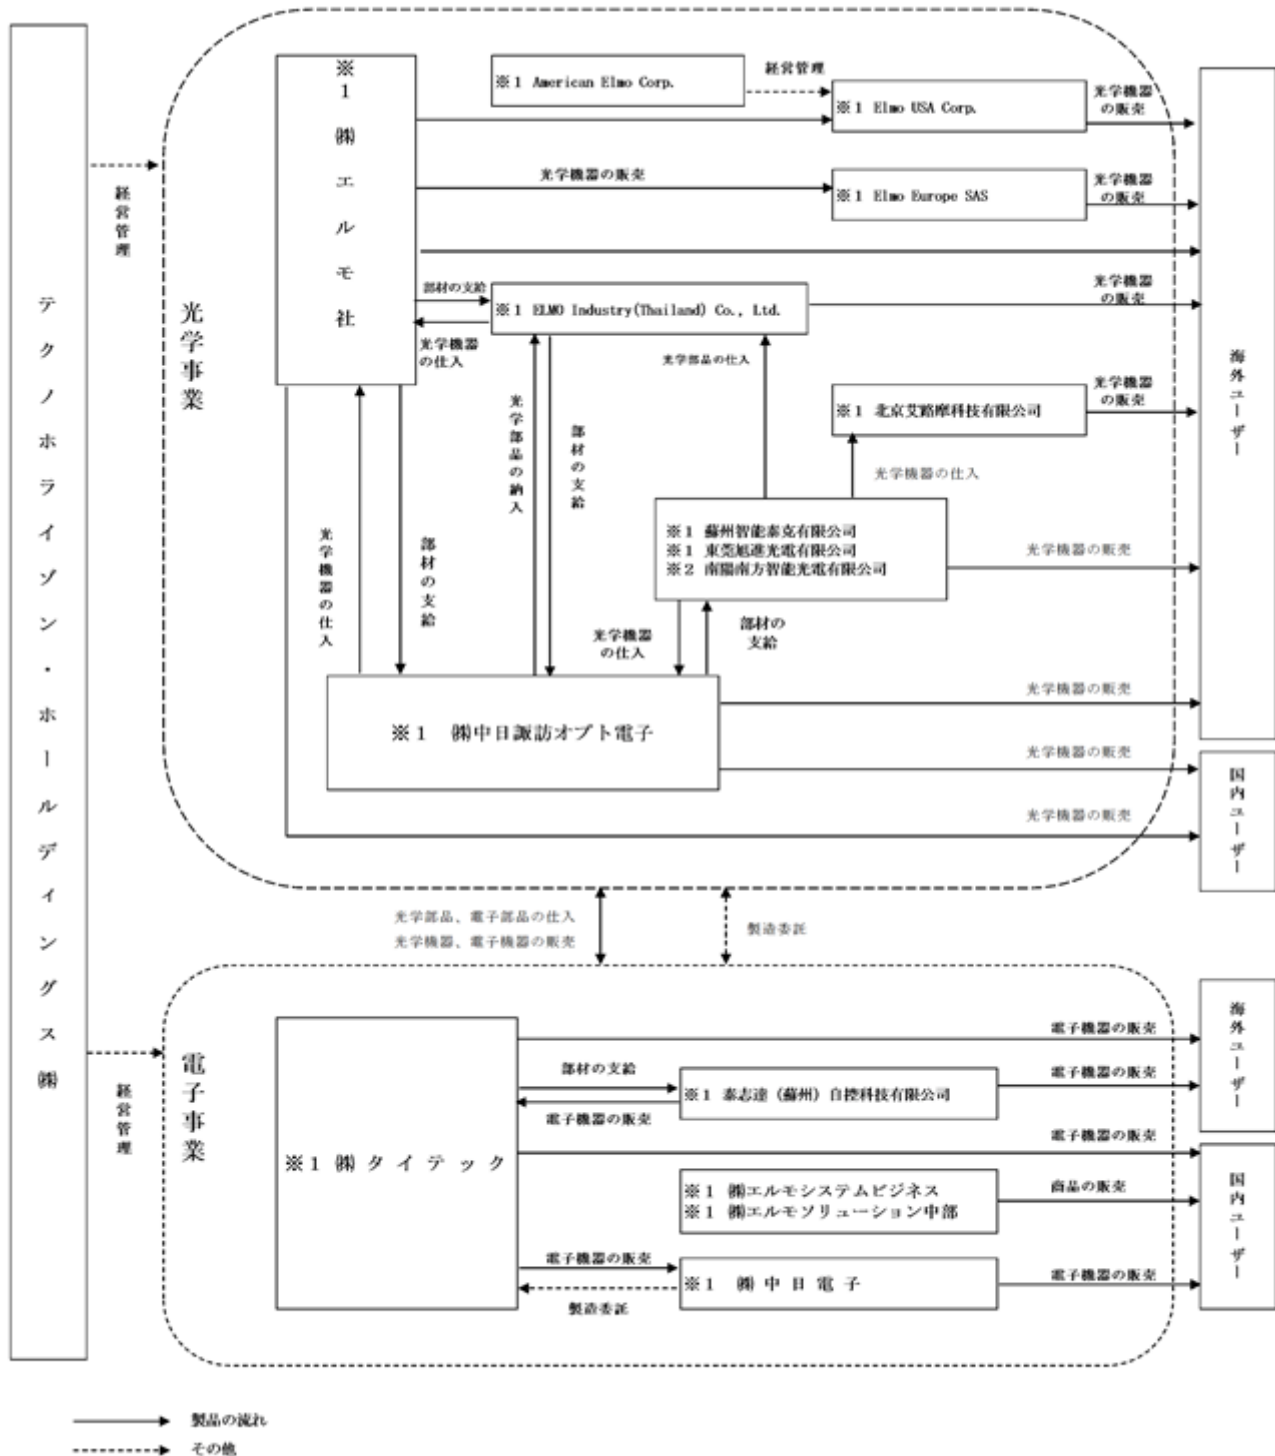 テクノホライゾン・ホールディングス㈱
経営管理
光学事業
※1 ㈱エルモ社
※1 American Elmo Corp.
経営管理
※1 Elmo USA Corp.
光学機器
の販売
光学機器の販売
※1 Elmo Europe SAS
光学機器
の販売
部材の支給
※1 ELMO Industry(Thailand) Co., Ltd.
光学機器
の販売
光学機器
の仕入
光学部品の仕入
海外ユーザー
※1 北京艾路摩科技有限公司
光学機器
の販売
光学部品の納入
部材の支給
光学機器の仕入
※1 蘇州智能泰克有限公司
※1 東莞旭進光電有限公司
※2 南陽南方智能光電有限公司
光学機器の販売
光学機器の仕入
部材の支給
光学機器
の仕入
部材の
支給
※1 ㈱中日諏訪オプト電子
光学機器の販売
光学機器の販売
国内ユーザー
光学機器の販売
光学部品、電子部品の仕入
光学機器、電子機器の販売
製造委託
経営管理
電子事業
※1 ㈱タイテック
電子機器の販売
海外ユーザー
部材の支給
※1 泰志達（蘇州）自控科技有限公司
電子機器の販売
電子機器の販売
電子機器の販売
※1 ㈱エルモシステムビジネス
※1 ㈱エルモソリューション中部
商品の販売
国内ユーザー
電子機器の販売
※1 ㈱中日電子
電子機器の販売
製造委託
製品の流れ
その他